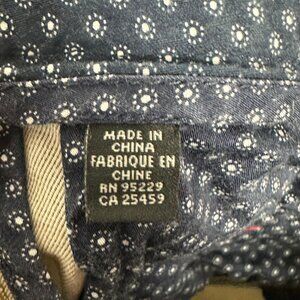 MADE IN
CHINA
FABRIQUE EN
CHINE
RN 95229
CA 25459